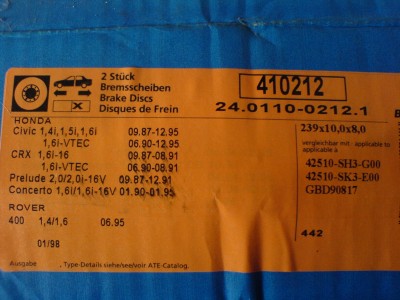 2 Stück
Bremsscheiben
Brake Discs
Disques de Frein
X
410212
24.0110-0212.1
HONDA
Civic 1,4i,1,5i,1,6i 09.87-12.95
1,6i-VTEC 06.90-12.95
CRX 1,6i-16 09.87-08.91
1,6i-VTEC 06.90-08.91
Prelude 2,0/2,0i-16V 09.87-12.91
Concerto 1,6i/1,6i-16V 01.90-01.95
ROVER
400 1,4/1,6 06.95
01/98
Ausgabe , Type-Details siehe/see/voir ATE-Catalog.
239x10,0x8,0
vergleichbar mit applicable to
applicable a
42510-SH3-G00
42510-SK3-E00
GBD90817
442